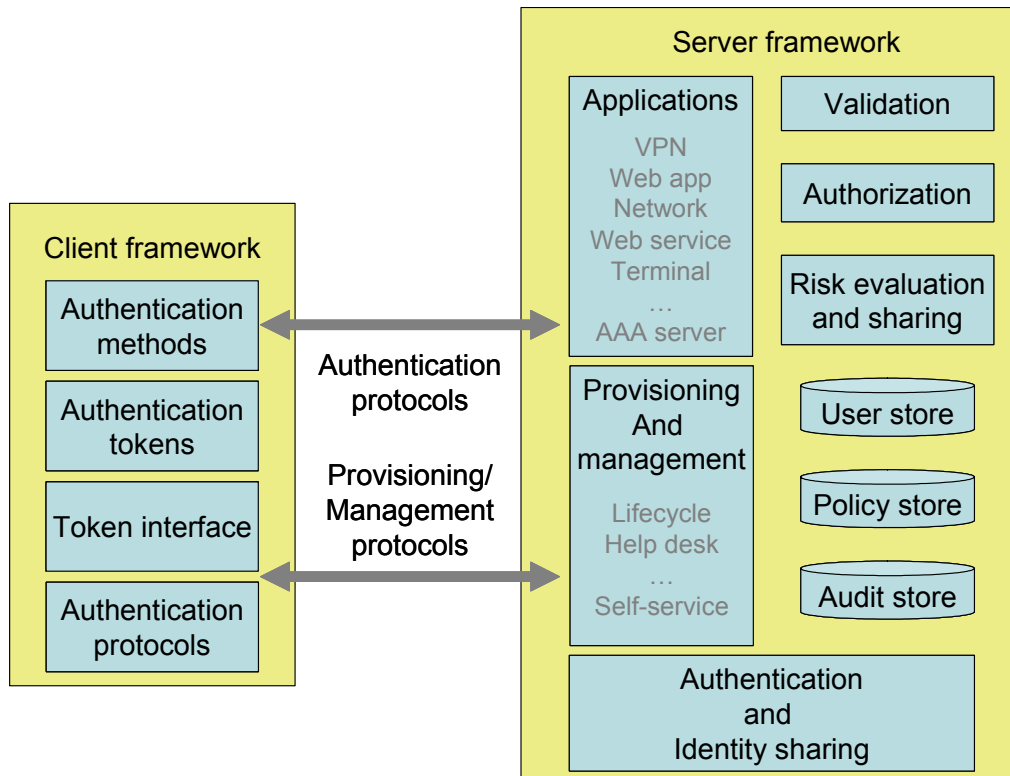 Server framework
Applications
VPN
Web app
Network
Web service
Terminal
…
AAA server
Validation
Authorization
Risk evaluation
and sharing
Client framework
Authentication
methods
Authentication
tokens
Token interface
Authentication
protocols
Authentication
protocols
Provisioning/
Management
protocols
Provisioning
And
management
Lifecycle
Help desk
…
Self-service
User store
Policy store
Audit store
Authentication
and
Identity sharing